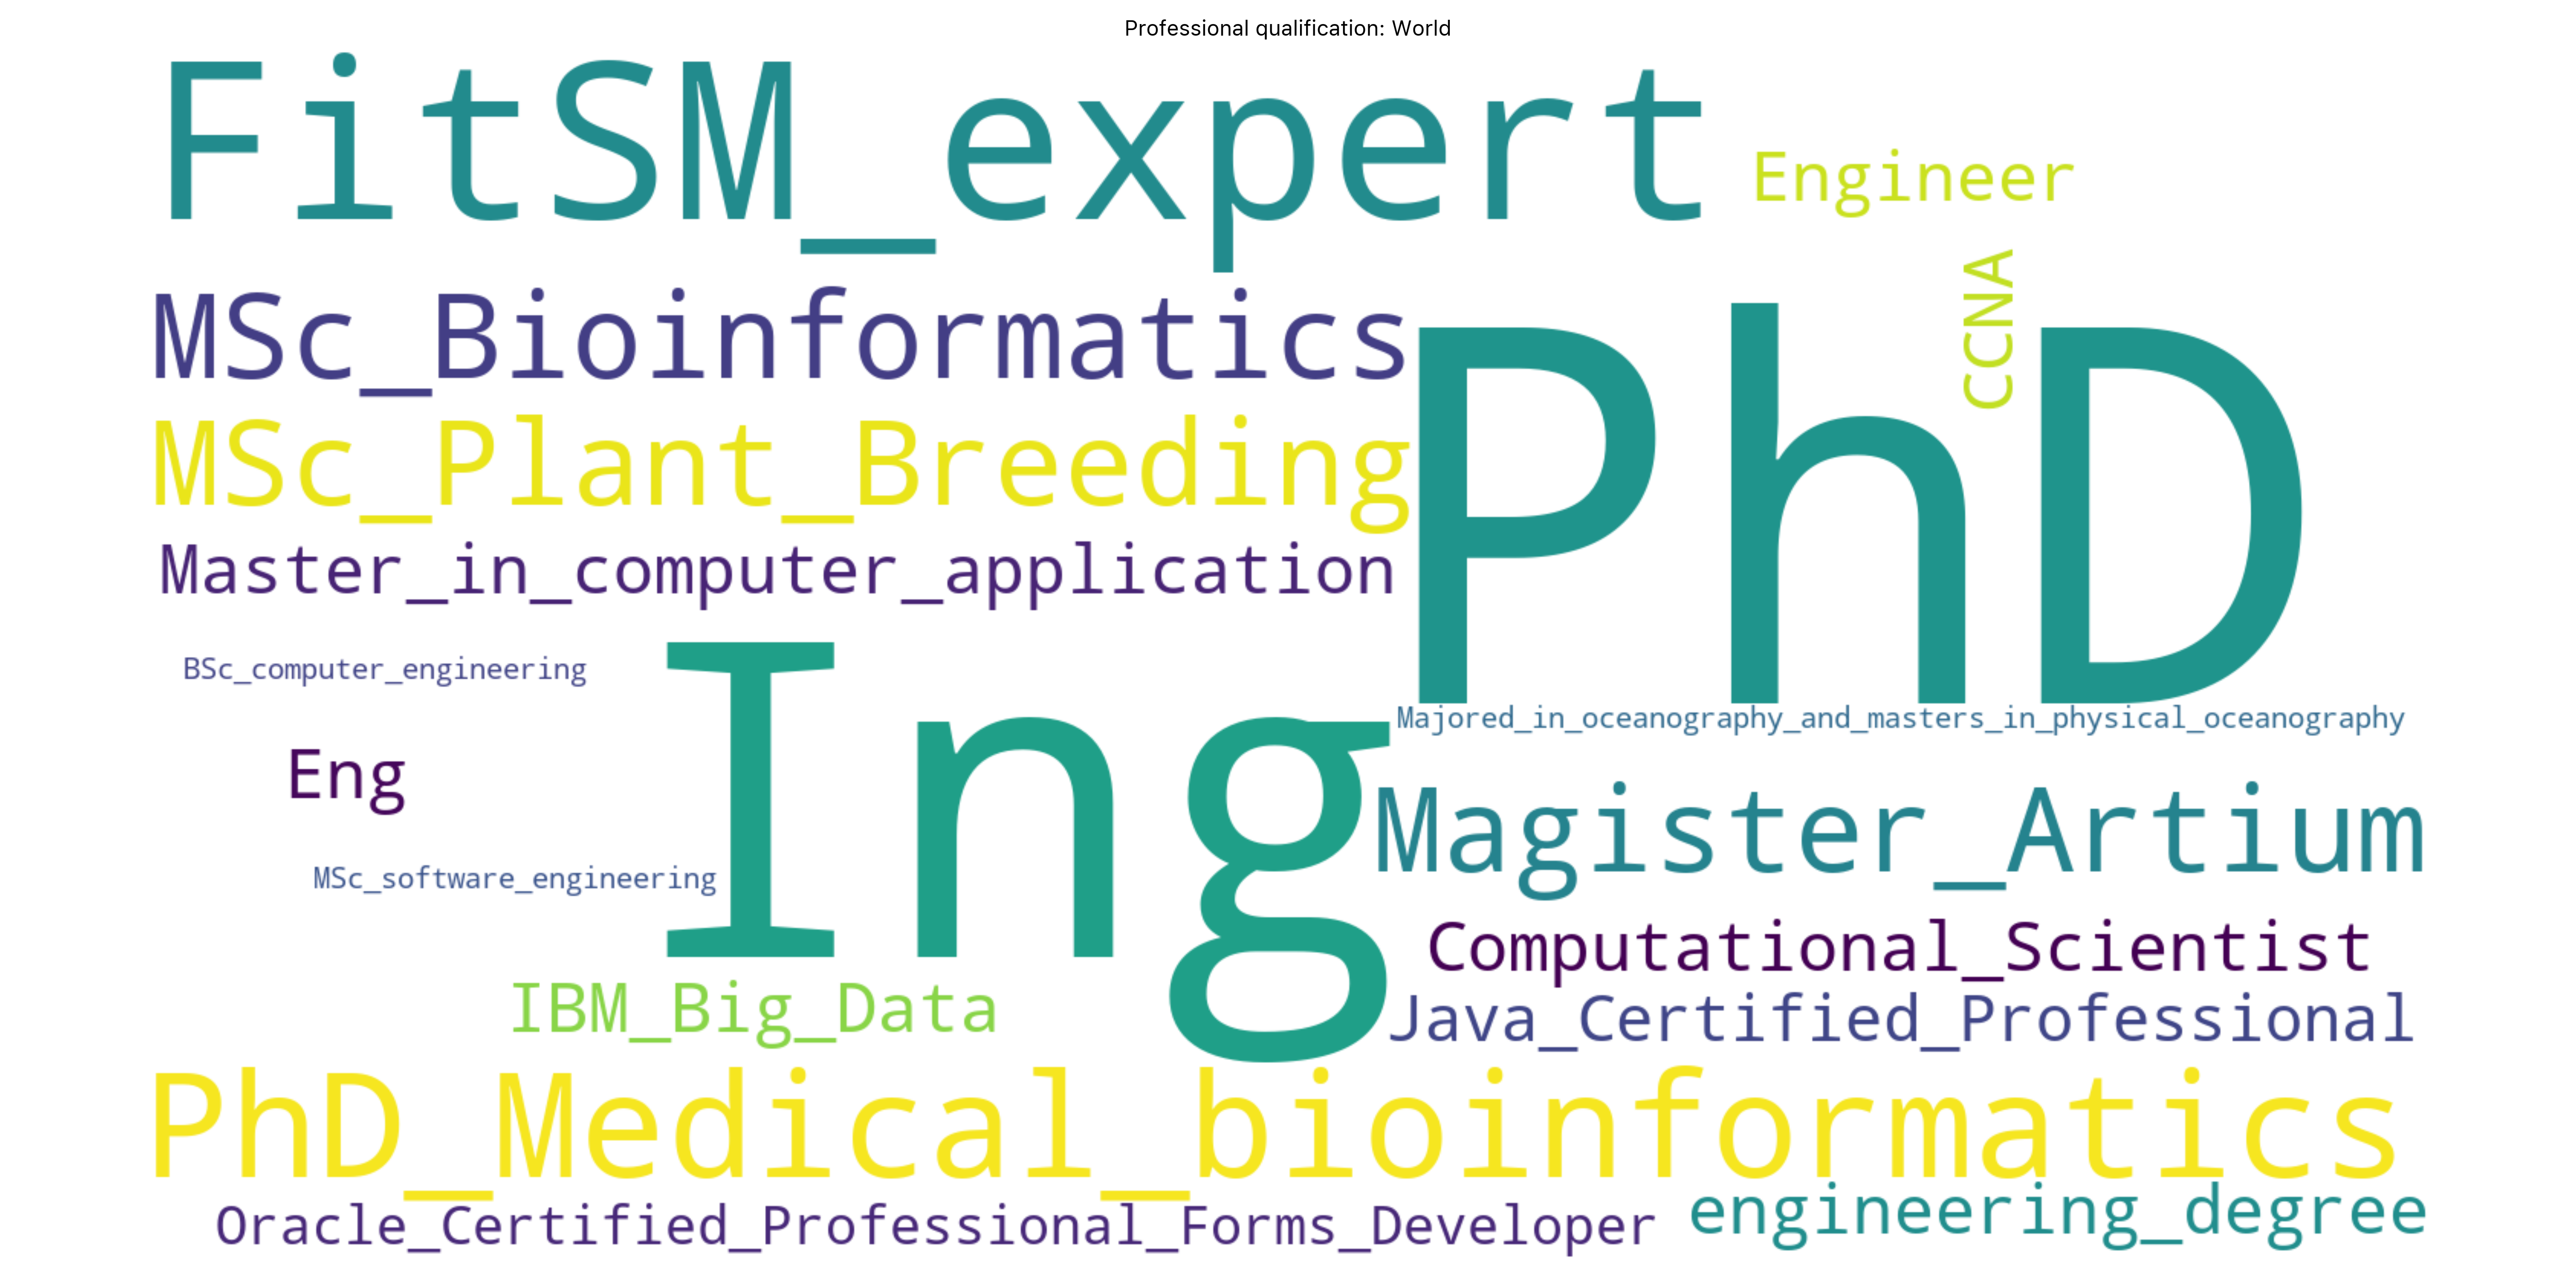 Professional qualification: World
FitSM_expert
Engineer
CCNA
MSc_Bioinformatics
PhD
MSc_Plant_Breeding
Master_in_computer_application
BSc_computer_engineering
Ing
Majored_in_oceanography_and_masters_in_physical_oceanography
Eng
Magister_Artium
MSc_software_engineering
Computational_Scientist
IBM_Big_Data
Java_Certified_Professional
PhD_Medical_bioinformatics
Oracle_Certified_Professional_Forms_Developer
engineering_degree